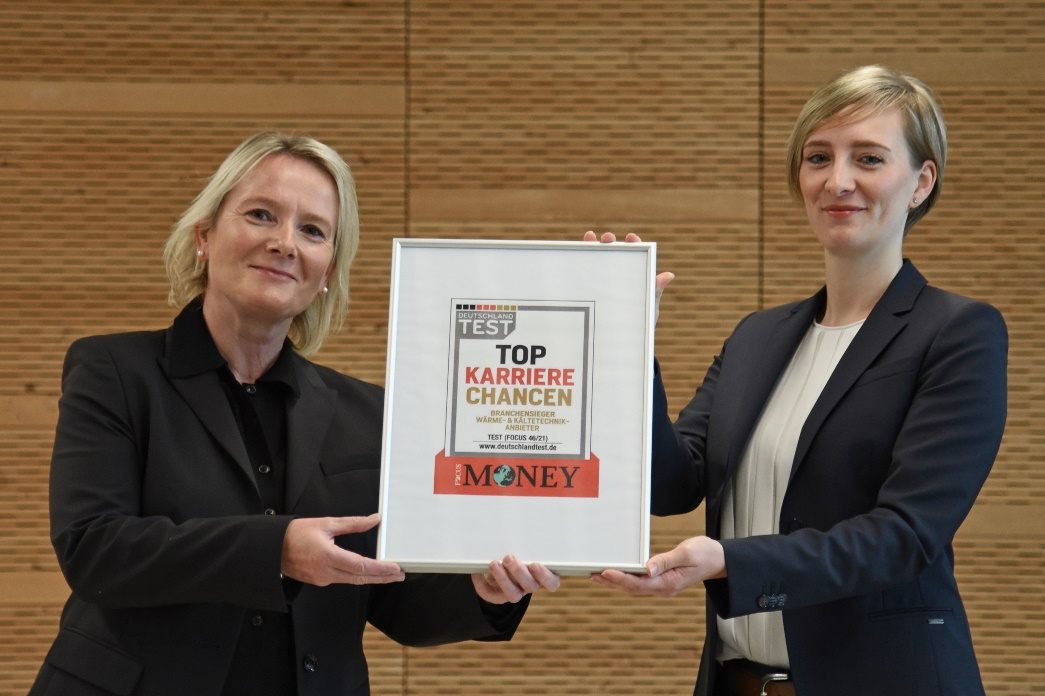 DEUTSCHLAND
TEST
TOP
KARRIERE
CHANCEN
BRANCHENSIEGER
WÄRME- & KÄLTETECHNIK-
ANBIETER
TEST (FOCUS 46/21)
www.deutschlandtest.de
FOCUS
MONEY